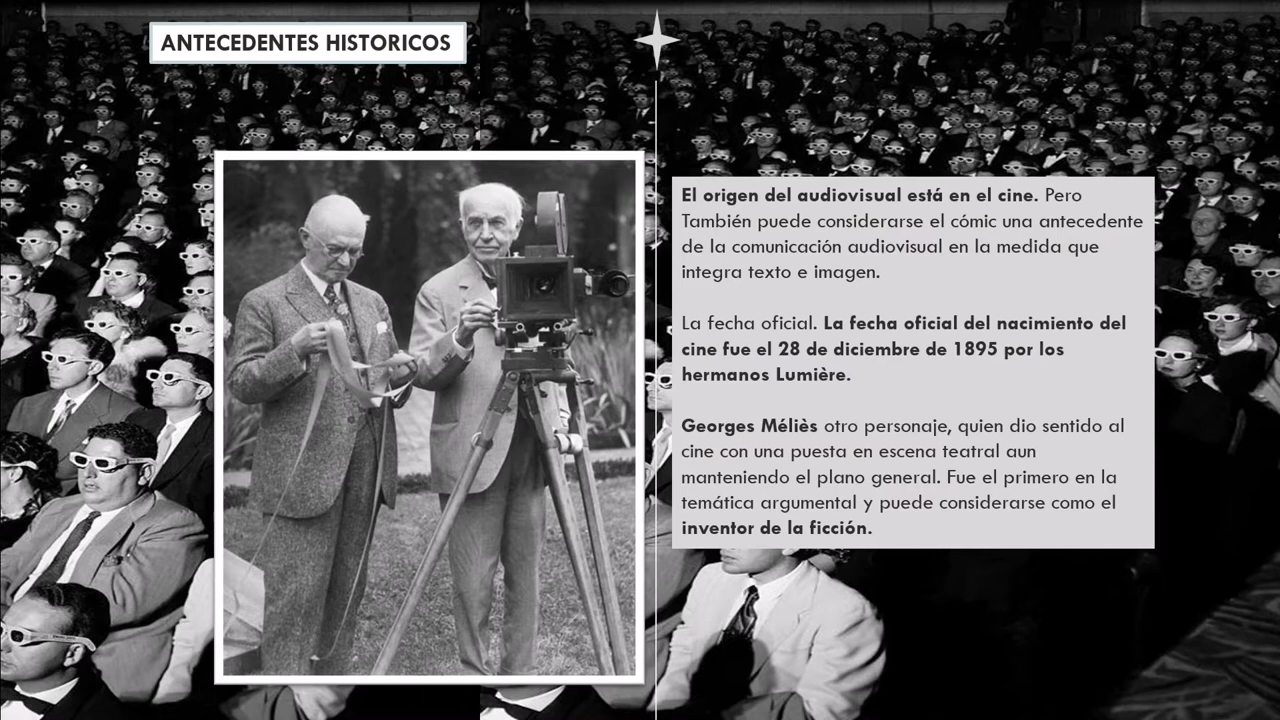 ANTECEDENTES HISTORICOS
El origen del audiovisual está en el cine. Pero
También puede considerarse el cómic una antecedente
de la comunicación audiovisual en la medida que
integra texto e imagen.
La fecha oficial. La fecha oficial del nacimiento del
cine fue el 28 de diciembre de 1895 por los
hermanos Lumière.
Georges Méliès otro personaje, quien dio sentido al
cine con una puesta en escena teatral aun
manteniendo el plano general. Fue el primero en la
temática argumental y puede considerarse como el
inventor de la ficción.